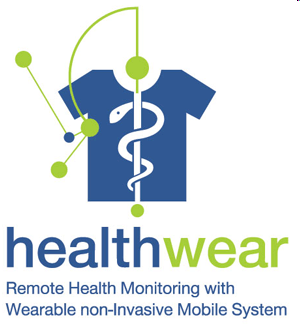 healthwear
Remote Health Monitoring with
Wearable non-Invasive Mobile System